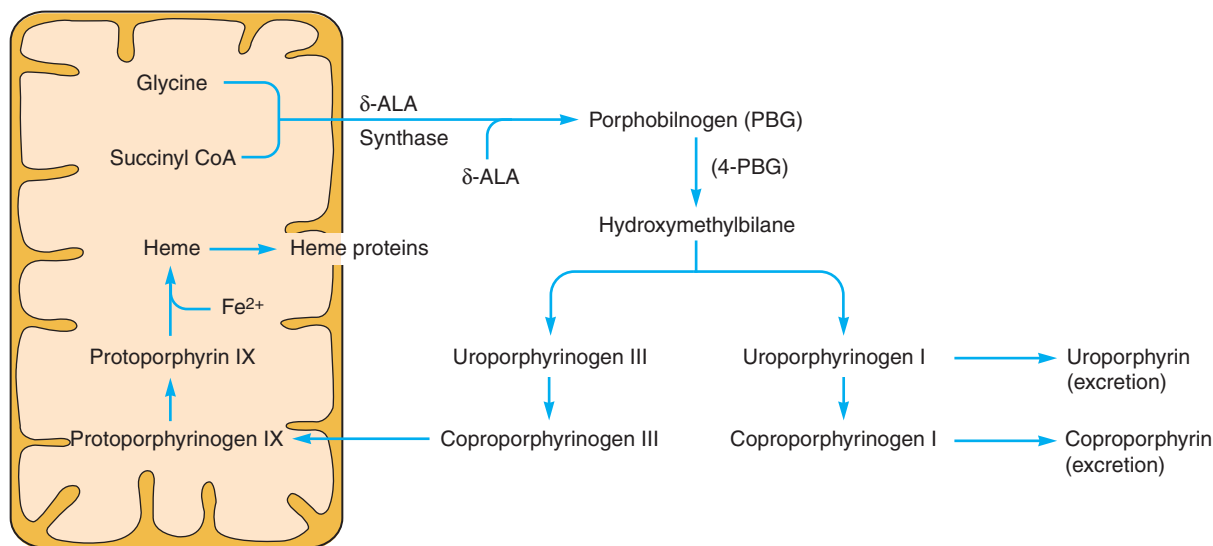 Glycine
Succinyl CoA
δ-ALA
Synthase
δ-ALA
Porphobilnogen (PBG)
(4-PBG)
Hydroxymethylbilane
Heme
Heme proteins
Fe²⁺
Protoporphyrin IX
Uroporphyrinogen III
Uroporphyrinogen I
Uroporphyrin
(excretion)
Protoporphyrinogen IX
Coproporphyrinogen III
Coproporphyrinogen I
Coproporphyrin
(excretion)